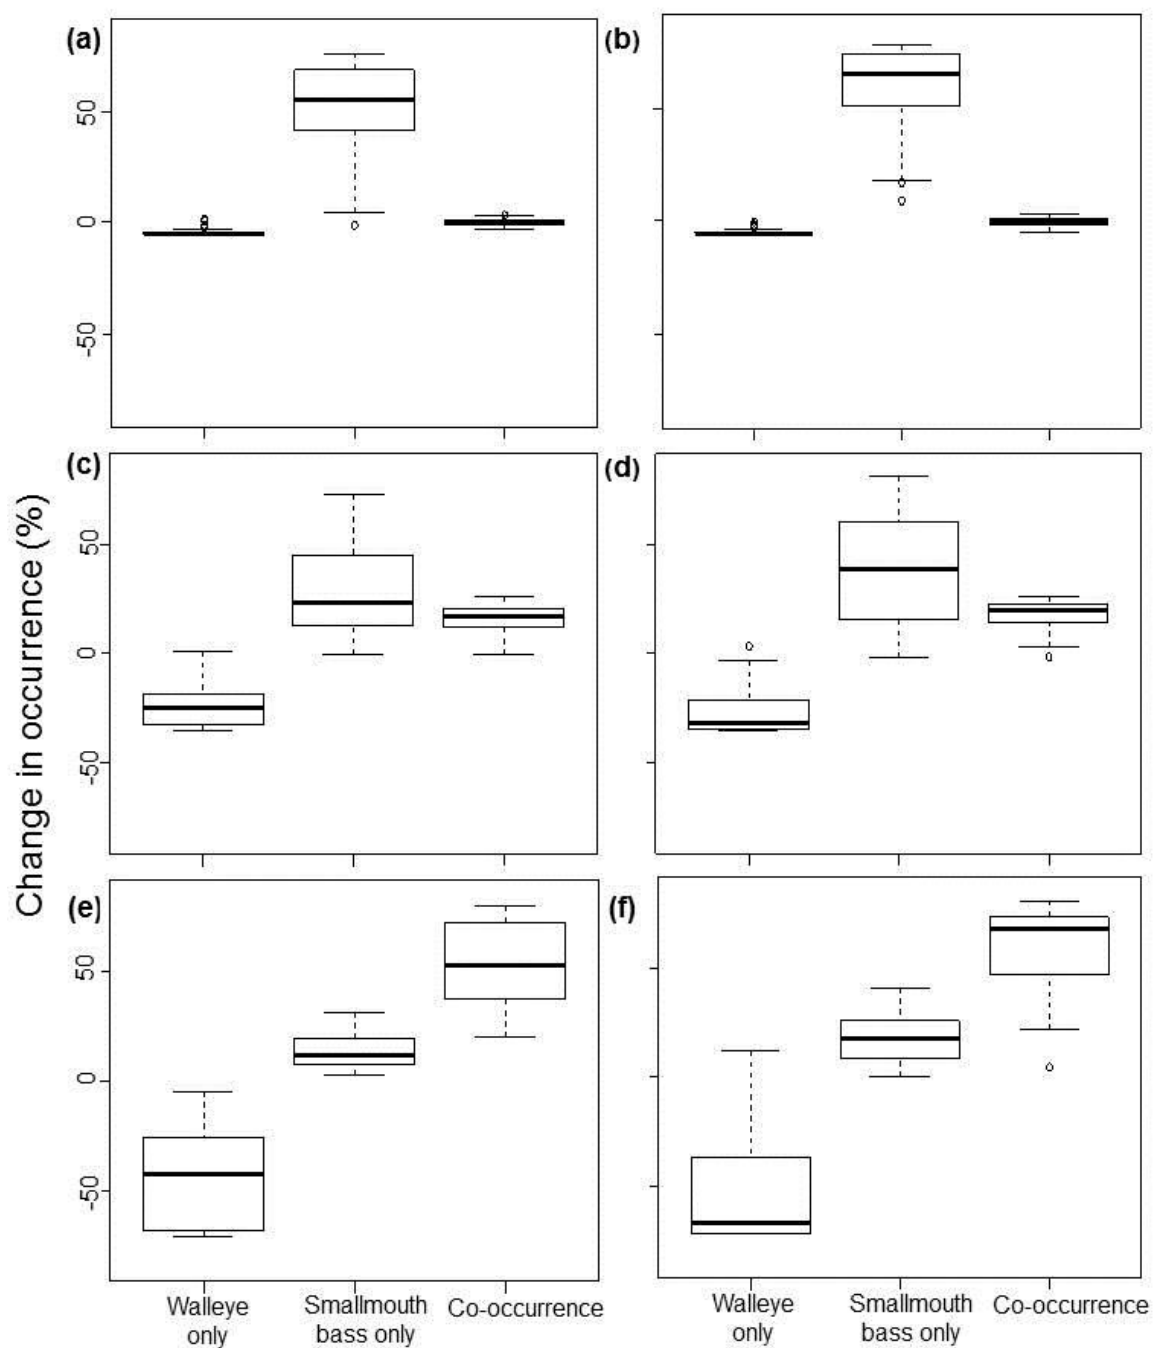 (a)
(b)
50
0
-50
(c)
(d)
50
0
-50
Change in occurrence (%)
(e)
(f)
50
0
-50
Walleye
only
Smallmouth
bass only
Co-occurrence
Walleye
only
Smallmouth
bass only
Co-occurrence